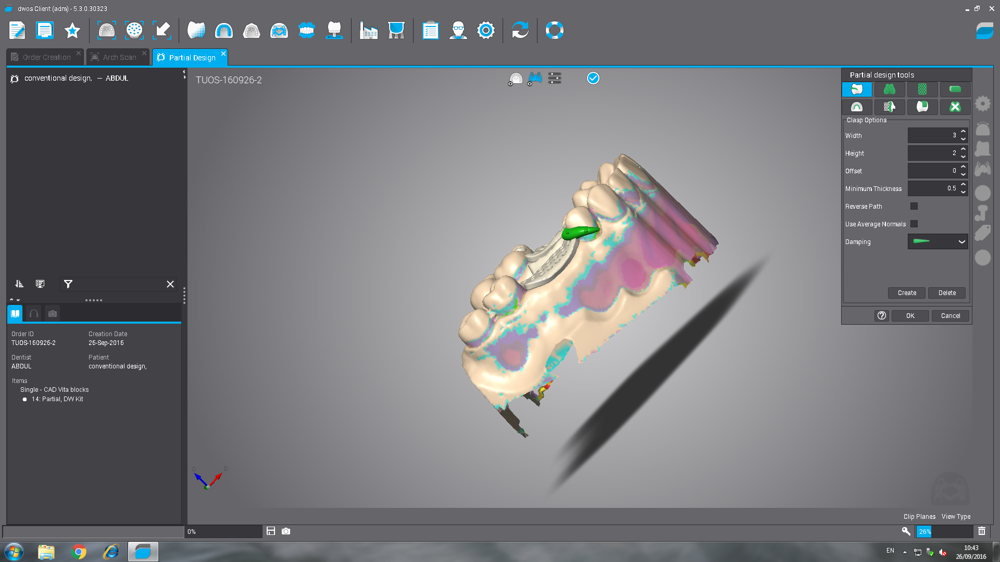 dwos Client (adm) - 5.3.0.30323
Order Creation
Arch Scan
Partial Design
conventional design, — ABDUL
TUOS-160926-2
Partial design tools
Clasp Options
Width 3
Height 2
Offset 0
Minimum Thickness 0.5
Reverse Path
Use Average Normals
Damping
Create Delete
OK Cancel
Order ID Creation Date
TUOS-160926-2 26-Sep-2016
Dentist Patient
ABDUL conventional design,
Items
Single - CAD Vita blocks
14: Partial, DW Kit
O D
Clip Planes View Type
0%
26%
EN
10:43
26/09/2016